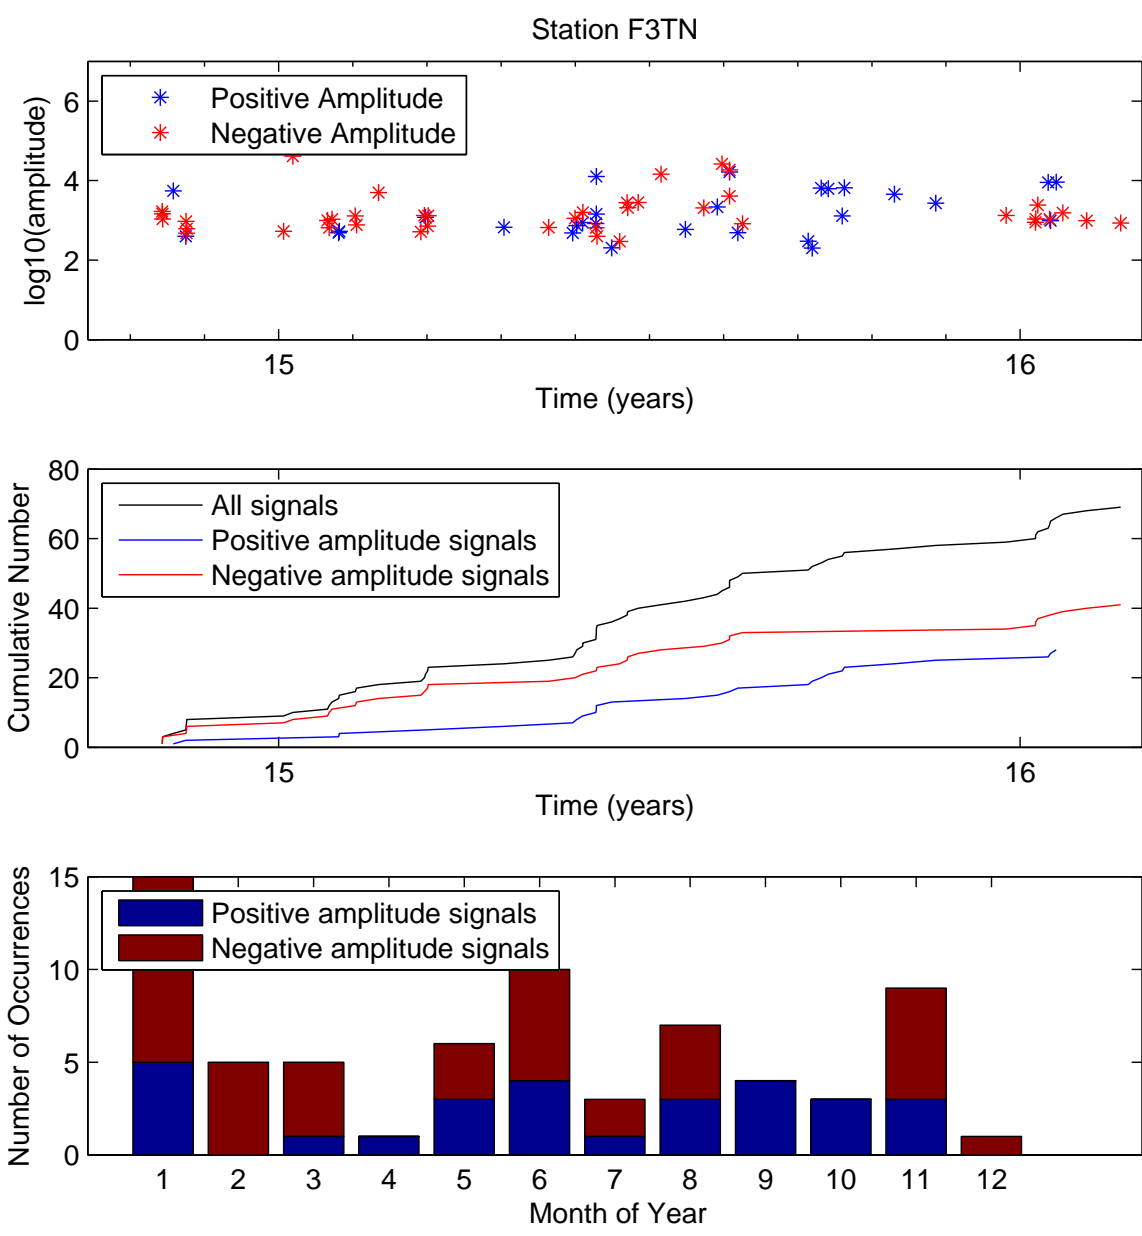 Station F3TN
log10(amplitude)
6
4
2
0
Positive Amplitude
Negative Amplitude
15
16
Time (years)
Cumulative Number
80
60
40
20
0
All signals
Positive amplitude signals
Negative amplitude signals
15
16
Time (years)
Number of Occurrences
15
10
5
0
Positive amplitude signals
Negative amplitude signals
1 2 3 4 5 6 7 8 9 10 11 12
Month of Year